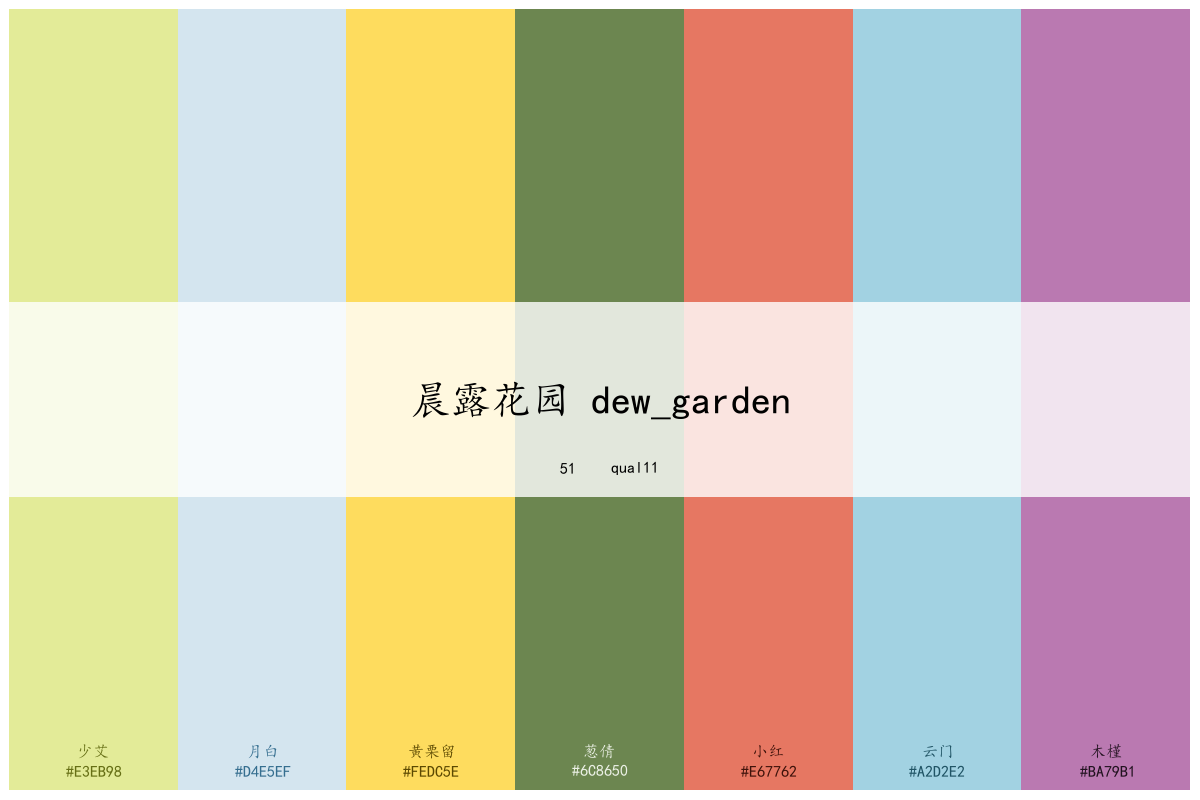 晨露花园 dew_garden
51 qual11
少艾 月白 黄栗留 葱倩 小红 云门 木槿
#E3EB98 #D4E5EF #FEDC5E #6C8650 #E67762 #A2D2E2 #BA79B1